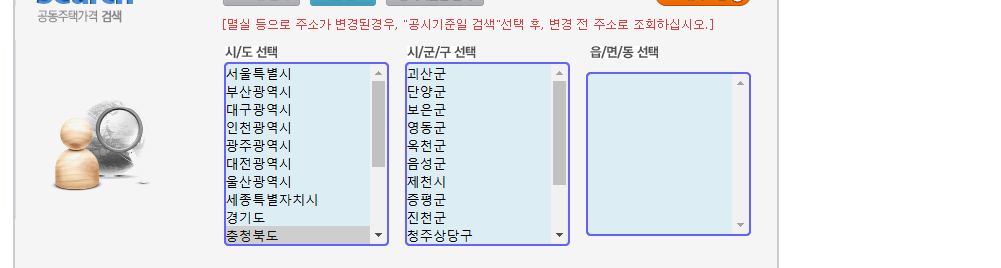 공동주택가격 검색
[멸실 등으로 주소가 변경된경우, "공시기준일 검색"선택 후, 변경 전 주소로 조회하십시오.]
시/도 선택
시/군/구 선택
읍/면/동 선택
서울특별시
부산광역시
대구광역시
인천광역시
광주광역시
대전광역시
울산광역시
세종특별자치시
경기도
충청북도
괴산군
단양군
보은군
영동군
옥천군
음성군
제천시
증평군
진천군
청주상당구